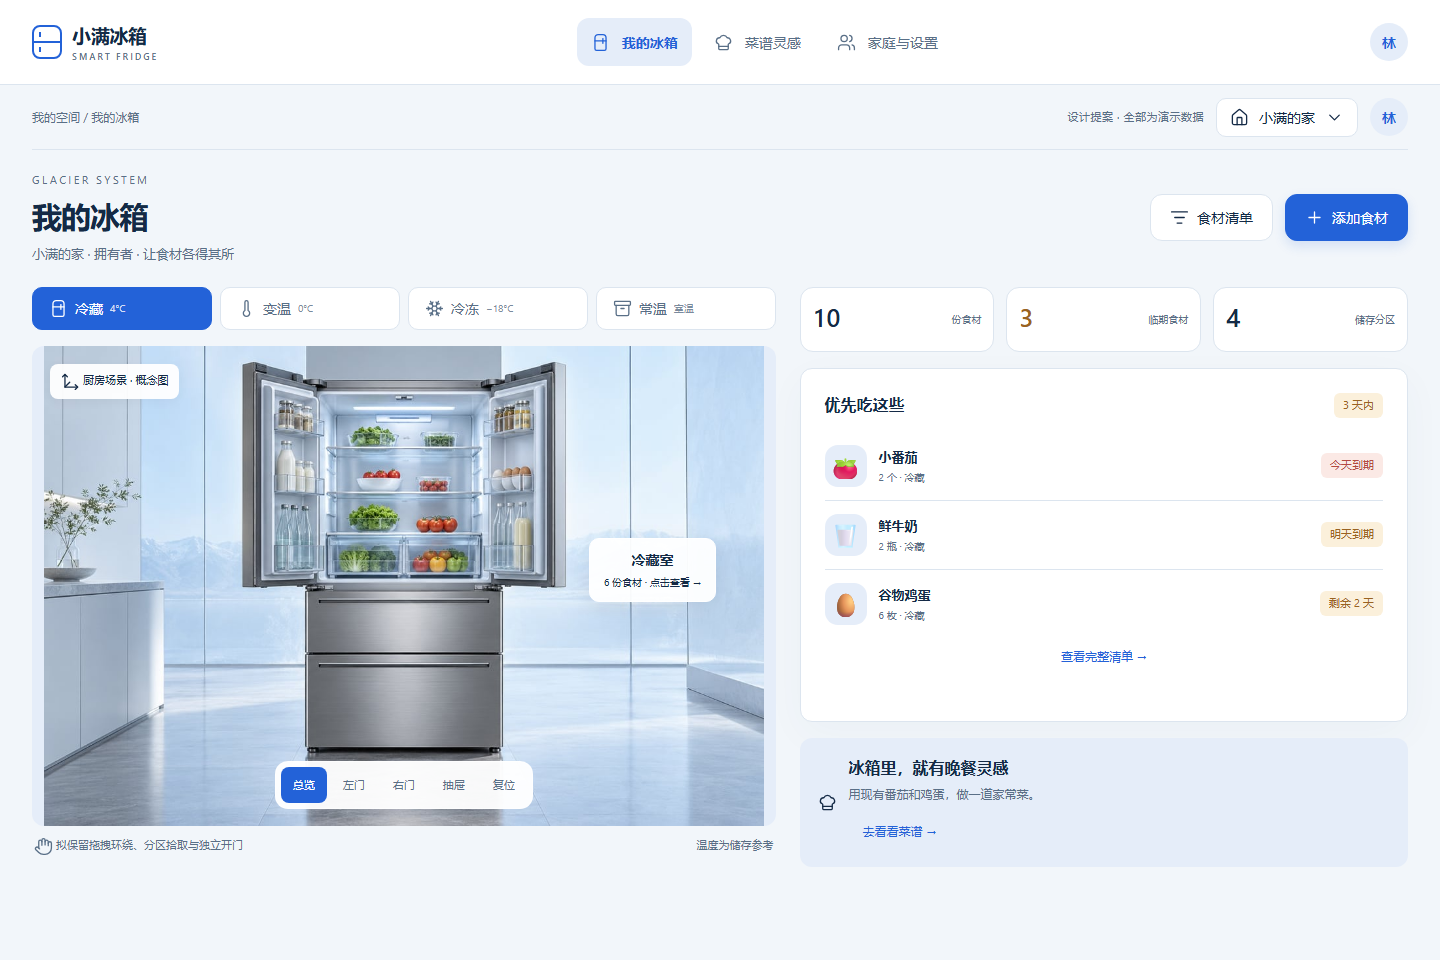 小满冰箱
SMART FRIDGE
我的冰箱
菜谱灵感
家庭与设置
林
我的空间 / 我的冰箱
设计提案 · 全部为演示数据
小满的家
林
GLACIER SYSTEM
我的冰箱
小满的家 · 拥有者 · 让食材各得其所
食材清单
添加食材
冷藏 4°C
变温 0°C
冷冻 −18°C
常温 室温
10 份食材
3 临期食材
4 储存分区
厨房场景 · 概念图
冷藏室
6 份食材 · 点击查看 →
总览
左门
右门
抽屉
复位
拟保留拖拽环绕、分区拾取与独立开门
温度为储存参考
优先吃这些
3 天内
小番茄
2 个 · 冷藏
今天到期
鲜牛奶
2 瓶 · 冷藏
明天到期
谷物鸡蛋
6 枚 · 冷藏
剩余 2 天
查看完整清单 →
冰箱里，就有晚餐灵感
用现有番茄和鸡蛋，做一道家常菜。
去看看菜谱 →